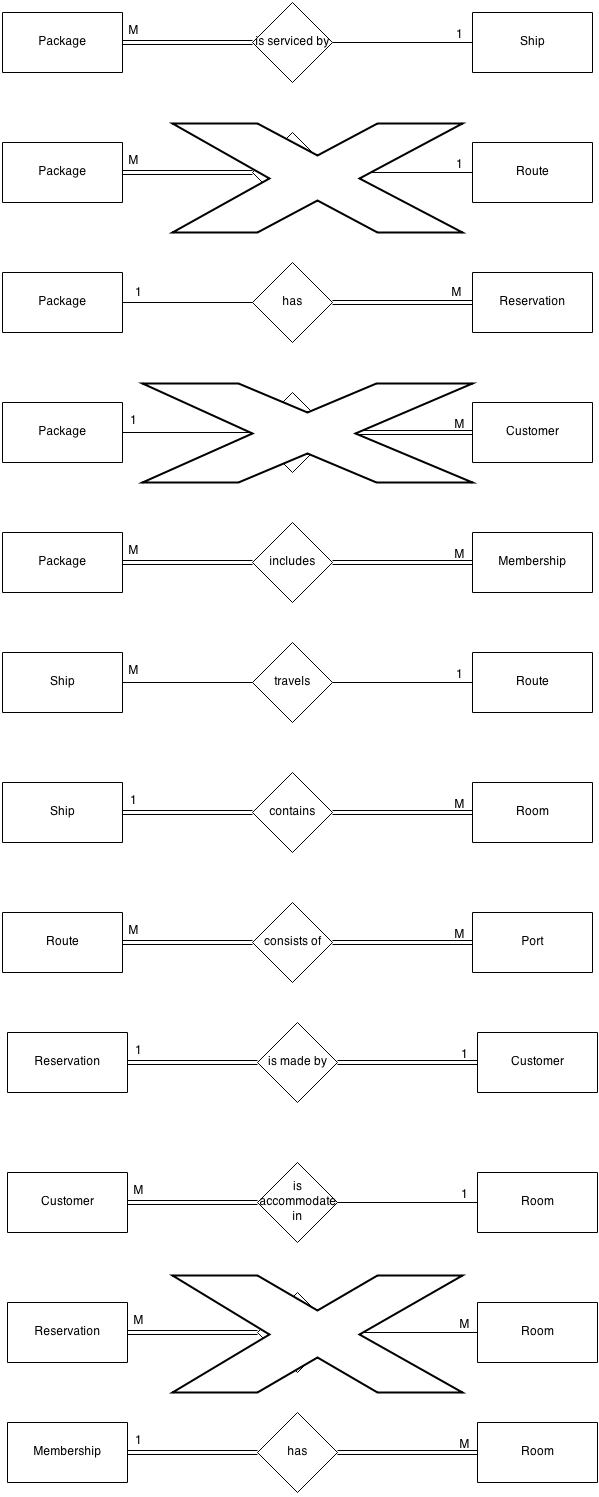 M
Package
is serviced by
1
Ship
M
Package
1
Route
1
Package
has
M
Reservation
1
Package
M
Customer
M
Package
includes
M
Membership
M
Ship
travels
1
Route
1
Ship
contains
M
Room
M
Route
consists of
M
Port
1
Reservation
is made by
1
Customer
M
Customer
is
accommodate
in
1
Room
M
Reservation
M
Room
1
Membership
has
M
Room